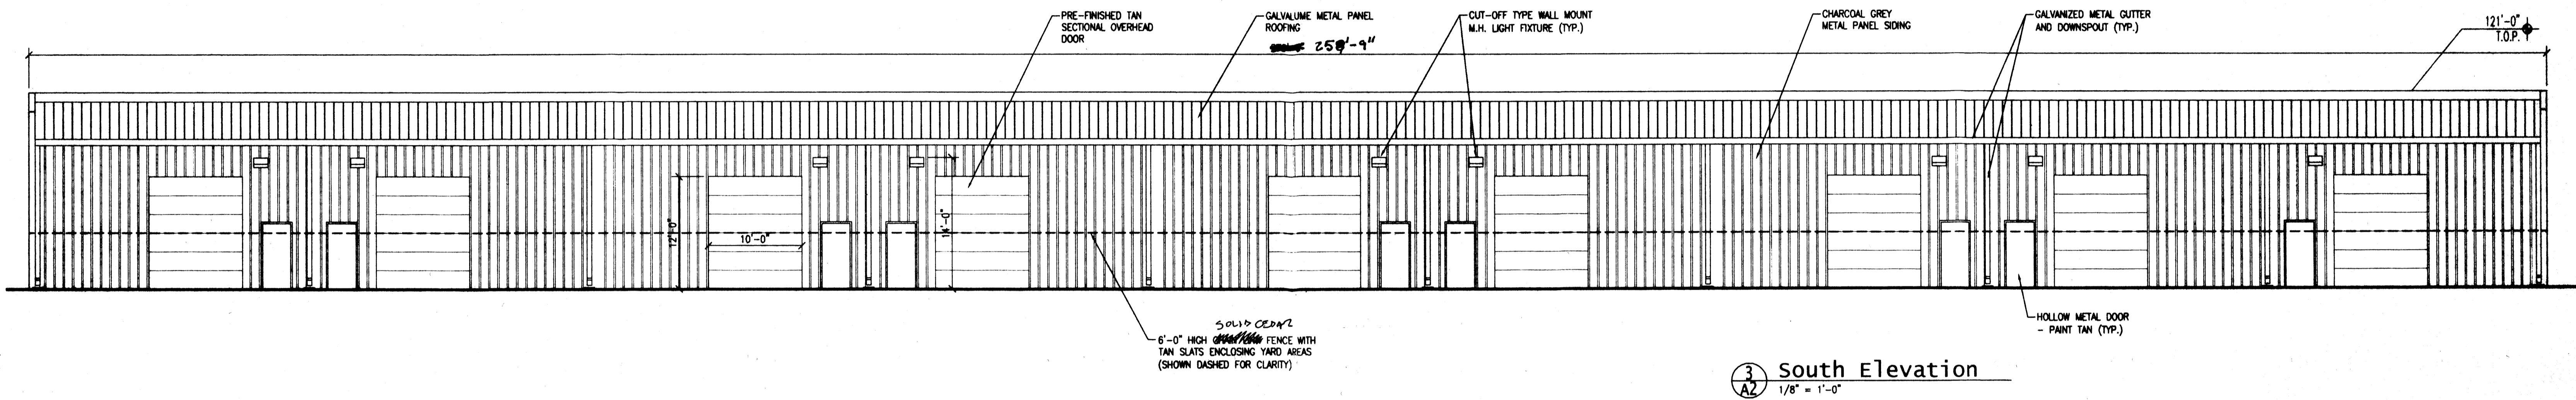 PRE-FINISHED TAN
SECTIONAL OVERHEAD
DOOR
GALVALUME METAL PANEL
ROOFING
CUT-OFF TYPE WALL MOUNT
M.H. LIGHT FIXTURE (TYP.)
CHARCOAL GREY
METAL PANEL SIDING
GALVANIZED METAL GUTTER
AND DOWNSPOUT (TYP.)
121'-0"
T.O.P.
'-9"
12'-0"
10'-0"
14'-0"
SOLID CEDAR
6'-0" HIGH FENCE WITH
TAN SLATS ENCLOSING YARD AREAS
(SHOWN DASHED FOR CLARITY)
HOLLOW METAL DOOR
- PAINT TAN (TYP.)
3
A2
South Elevation
1/8" = 1'-0"